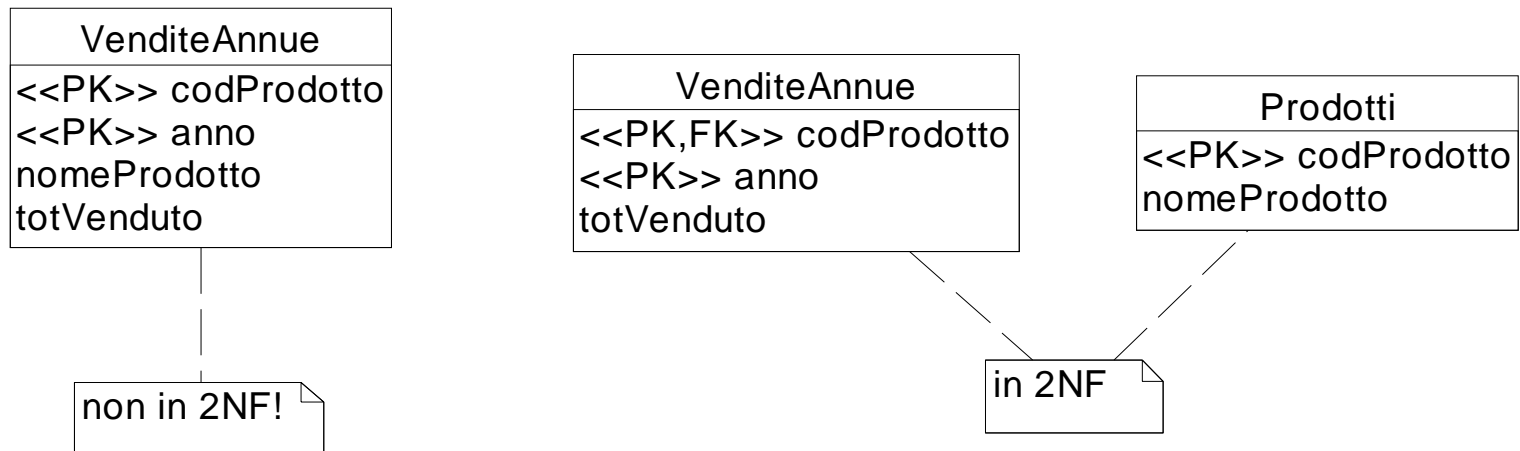 VenditeAnnue
<<PK>> codProdotto
<<PK>> anno
nomeProdotto
totVenduto
non in 2NF!
VenditeAnnue
<<PK,FK>> codProdotto
<<PK>> anno
totVenduto
Prodotti
<<PK>> codProdotto
nomeProdotto
in 2NF